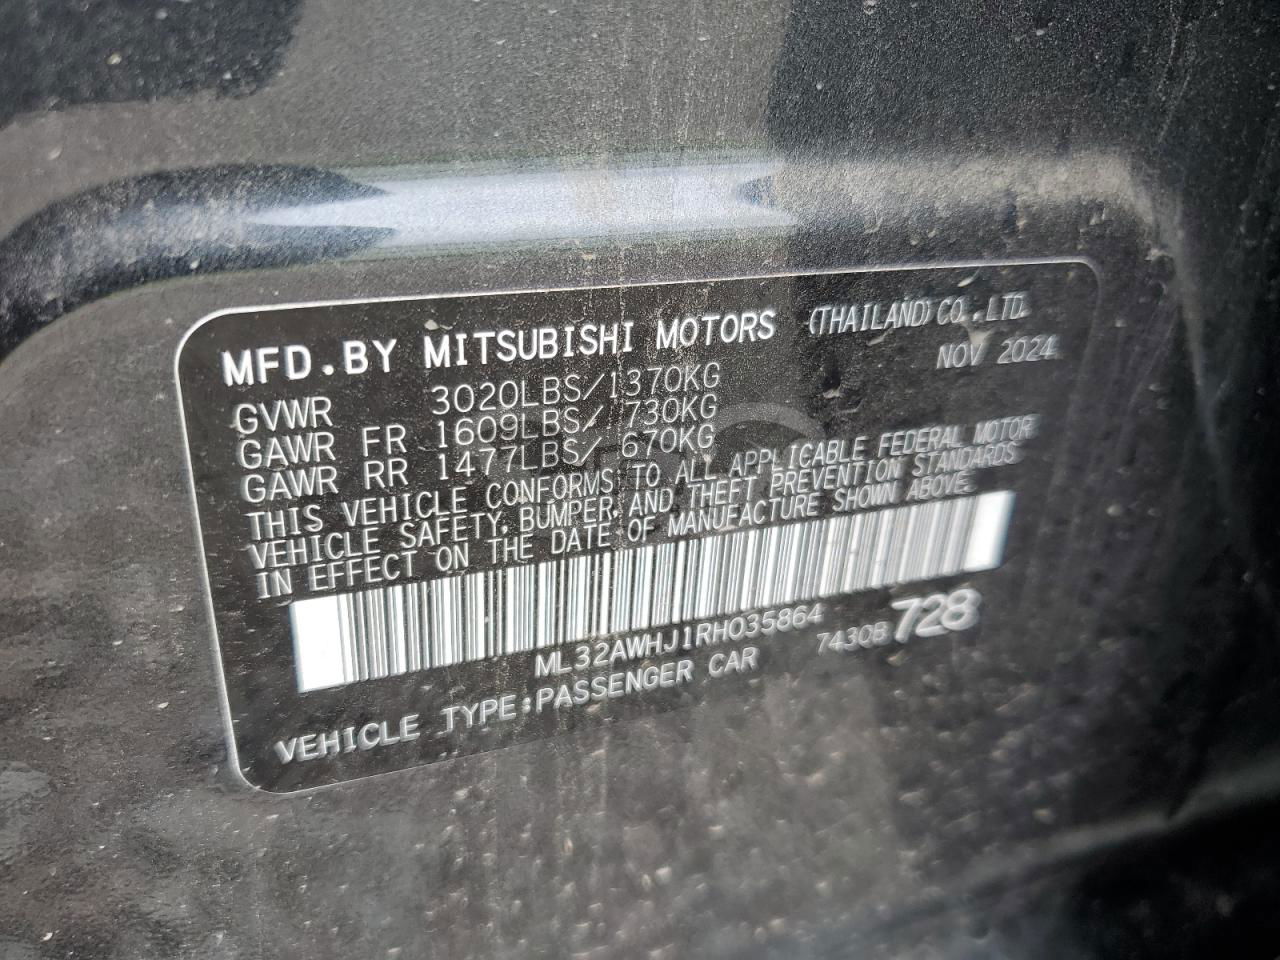 MFD.BY MITSUBISHI MOTORS (THAILAND) CO.,LTD.
NOV 2024
GVWR 3020LBS/1370KG
GAWR FR 1609LBS/ 730KG
GAWR RR 1477LBS/ 670KG
THIS VEHICLE CONFORMS TO ALL APPLICABLE FEDERAL MOTOR
VEHICLE SAFETY, BUMPER, AND THEFT PREVENTION STANDARDS
IN EFFECT ON THE DATE OF MANUFACTURE SHOWN ABOVE.
ML32AWHJ1RH035864 7430B 728
VEHICLE TYPE:PASSENGER CAR